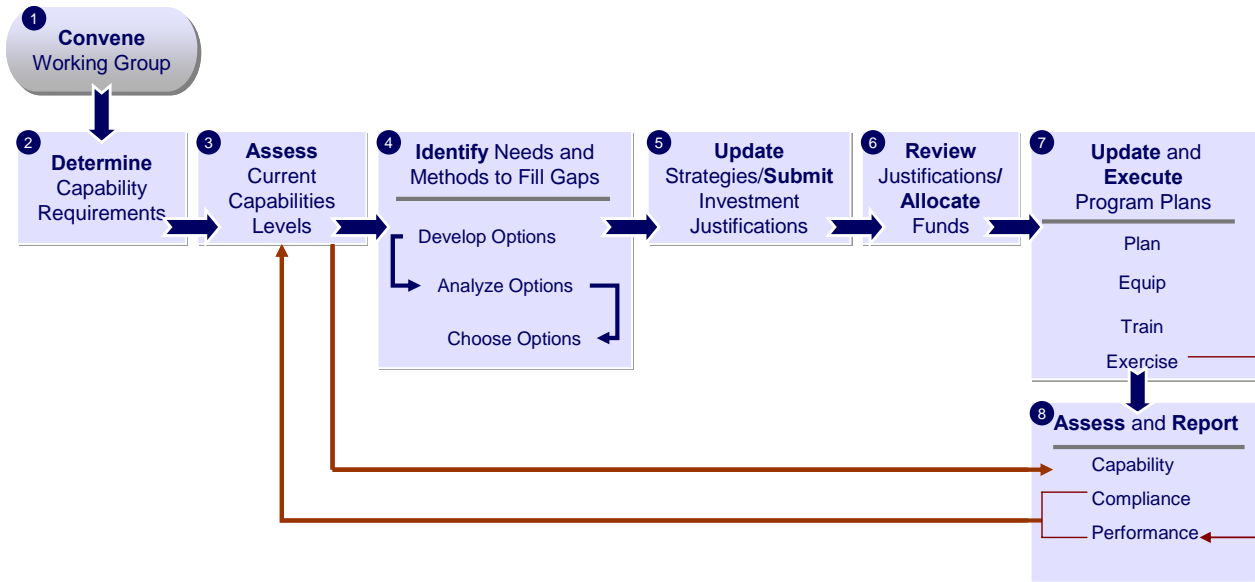 1
Convene
Working Group
2
Determine
Capability
Requirements
3
Assess
Current
Capabilities
Levels
4
Identify Needs and
Methods to Fill Gaps
Develop Options
Analyze Options
Choose Options
5
Update
Strategies/Submit
Investment
Justifications
6
Review
Justifications/
Allocate
Funds
7
Update and
Execute
Program Plans
Plan
Equip
Train
Exercise
8
Assess and Report
Capability
Compliance
Performance